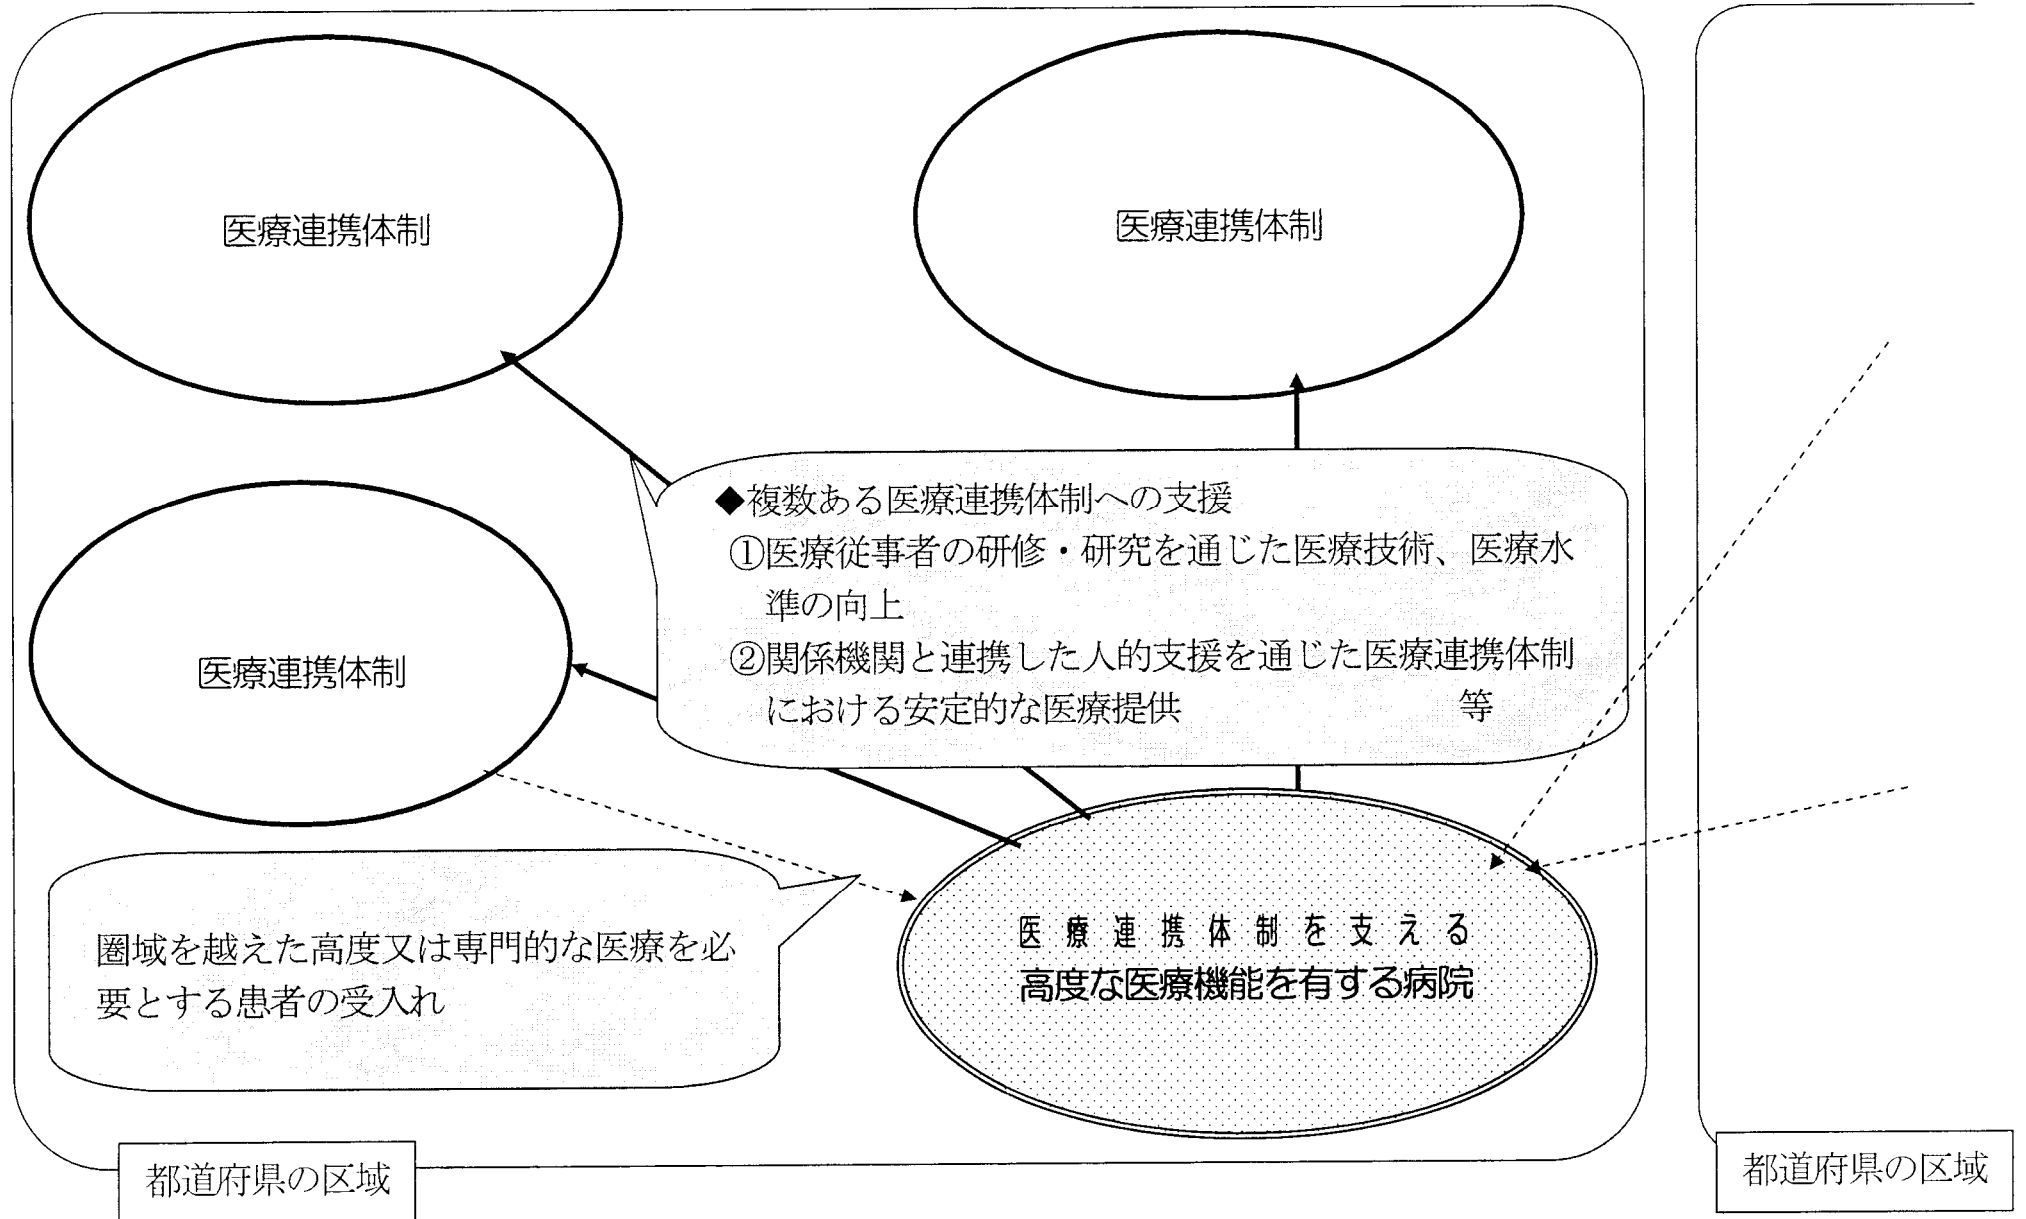 医療連携体制
医療連携体制
◆複数ある医療連携体制への支援
①医療従事者の研修・研究を通じた医療技術、医療水
準の向上
②関係機関と連携した人的支援を通じた医療連携体制
における安定的な医療提供 等
医療連携体制
圏域を越えた高度又は専門的な医療を必
要とする患者の受入れ
医療連携体制を支える
高度な医療機能を有する病院
都道府県の区域
都道府県の区域